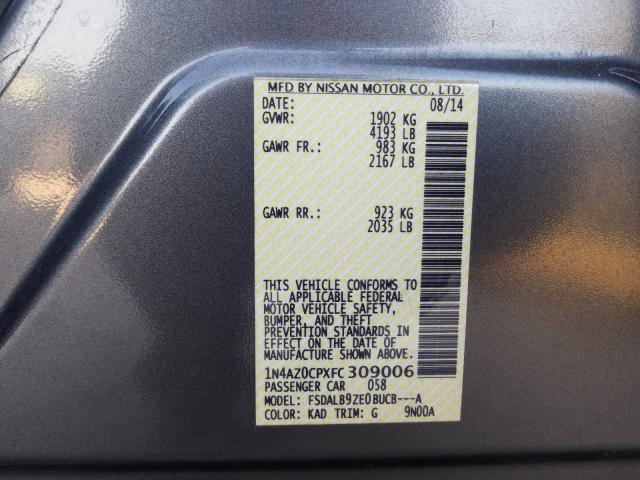 MFD BY NISSAN MOTOR CO., LTD.
DATE: 08/14
GVWR: 1902 KG
4193 LB
GAWR FR.: 983 KG
2167 LB
GAWR RR.: 923 KG
2035 LB
THIS VEHICLE CONFORMS TO
ALL APPLICABLE FEDERAL
MOTOR VEHICLE SAFETY,
BUMPER, AND THEFT
PREVENTION STANDARDS IN
EFFECT ON THE DATE OF
MANUFACTURE SHOWN ABOVE.
1N4AZ0CPXFC 309006
PASSENGER CAR 058
MODEL: FSDALB9ZE0BUCB---A
COLOR: KAD TRIM: G 9N00A